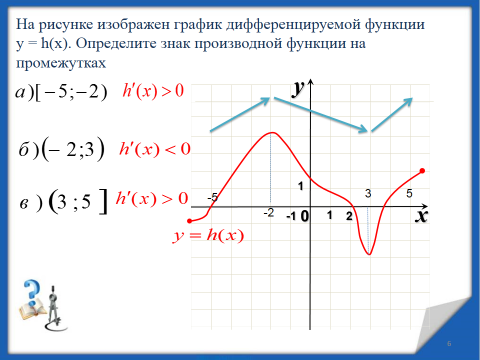 На рисунке изображен график дифференцируемой функции
y = h(x). Определите знак производной функции на
промежутках
а)[−5;−2) h′(x) > 0
б)(− 2;3) h′(x) < 0
в ) (3 ;5 ] h′(x) > 0
y
1
-5 -2 -1 0 1 2 3 5 x
y = h(x)
6